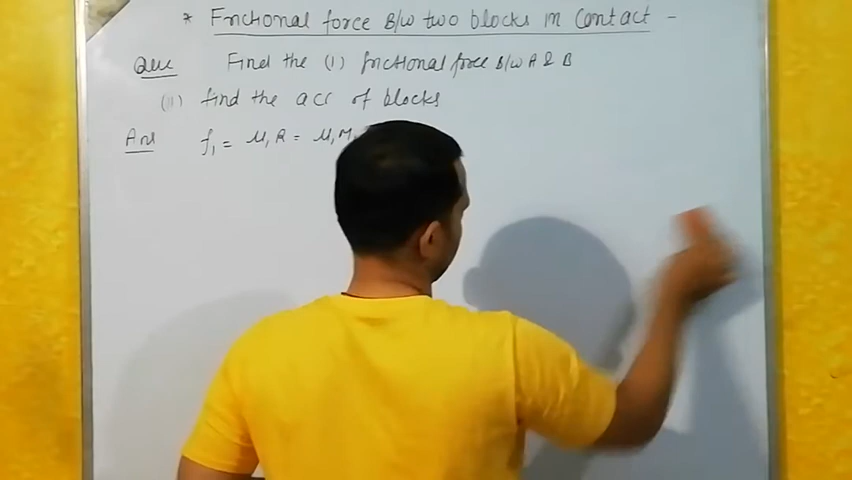 * Frictional force B/w two blocks in contact -
Que Find the (i) frictional force B/w A & B
(ii) find the acc of blocks
Ans f₁ = μ₁R = μ₁M